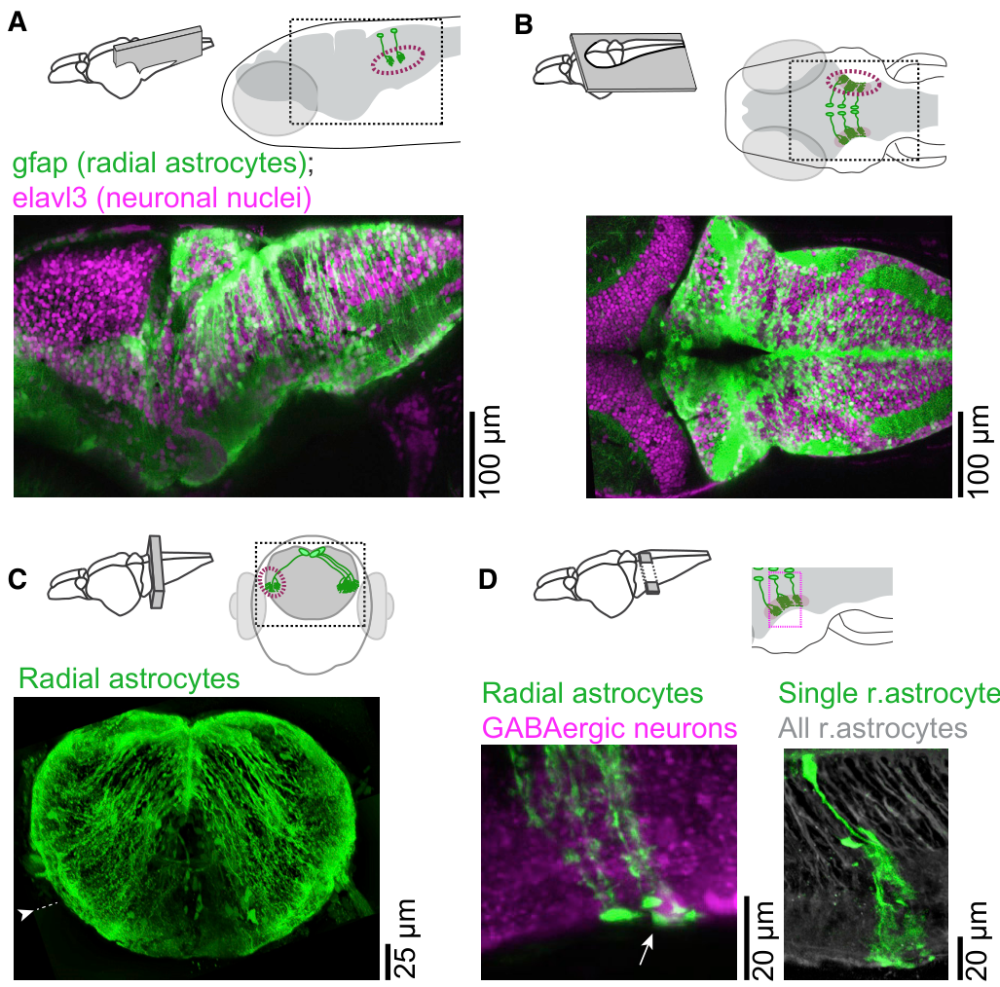 A
B
gfap (radial astrocytes);
elavl3 (neuronal nuclei)
100 µm
100 µm
C
D
Radial astrocytes
25 µm
Radial astrocytes
GABAergic neurons
20 µm
Single r.astrocyte
All r.astrocytes
20 µm